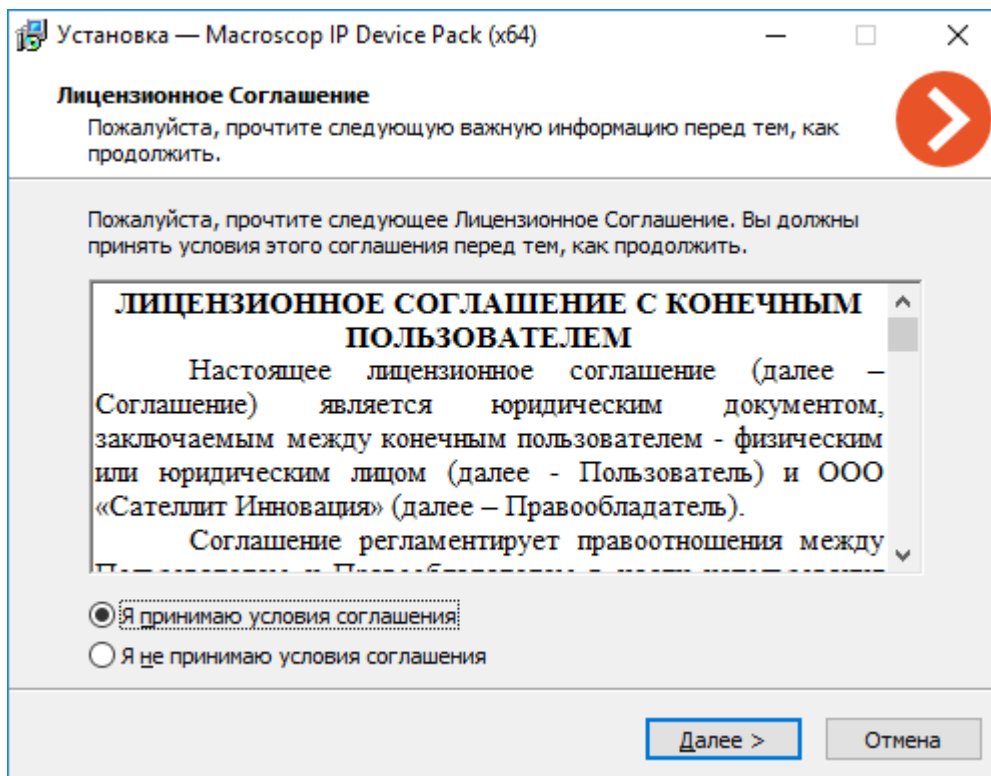 Установка — Macroscop IP Device Pack (x64)
Лицензионное Соглашение
Пожалуйста, прочтите следующую важную информацию перед тем, как
продолжить.
Пожалуйста, прочтите следующее Лицензионное Соглашение. Вы должны
принять условия этого соглашения перед тем, как продолжить.
ЛИЦЕНЗИОННОЕ СОГЛАШЕНИЕ С КОНЕЧНЫМ
ПОЛЬЗОВАТЕЛЕМ
Настоящее лицензионное соглашение (далее –
Соглашение) является юридическим документом,
заключаемым между конечным пользователем - физическим
или юридическим лицом (далее - Пользователь) и ООО
«Сателлит Инновация» (далее – Правообладатель).
Соглашение регламентирует правоотношения между
Я принимаю условия соглашения
Я не принимаю условия соглашения
Далее >
Отмена